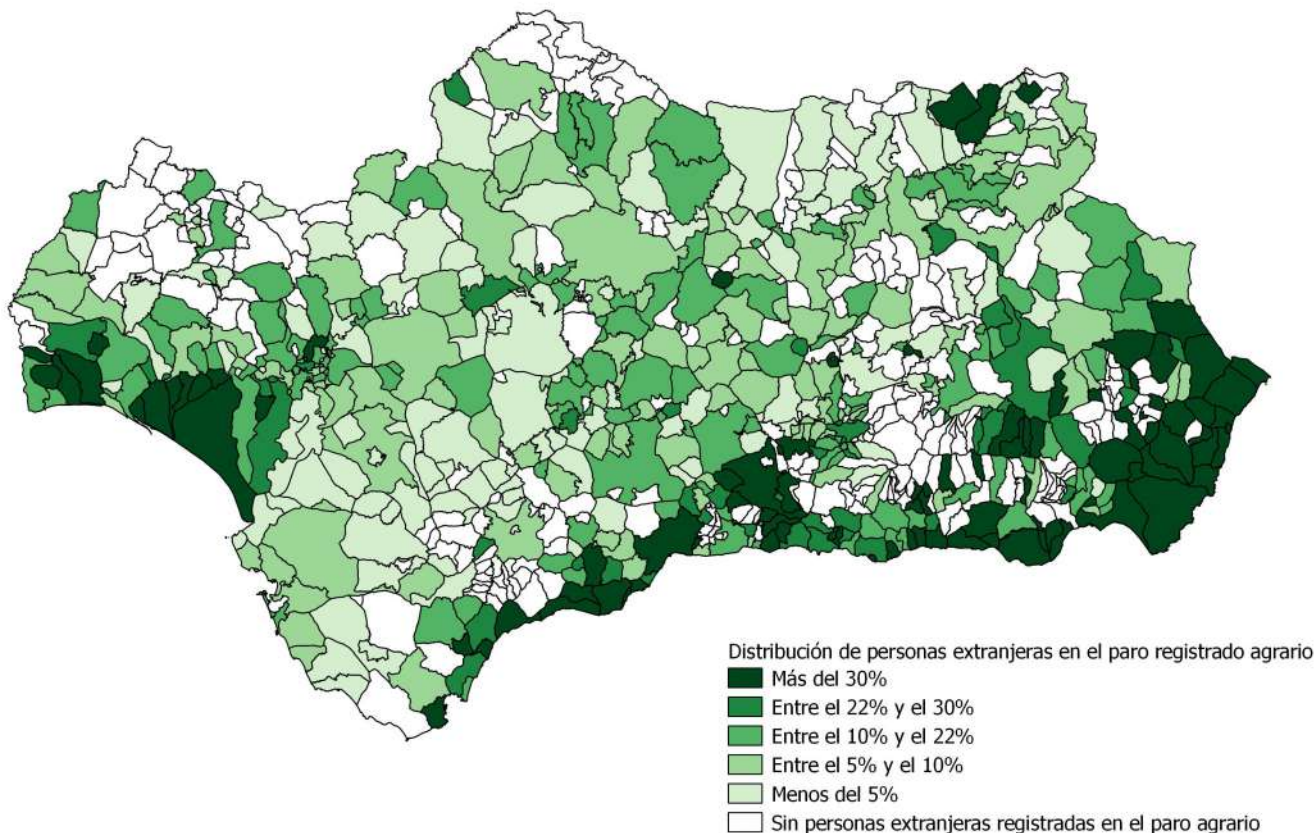 Distribución de personas extranjeras en el paro registrado agrario
Más del 30%
Entre el 22% y el 30%
Entre el 10% y el 22%
Entre el 5% y el 10%
Menos del 5%
Sin personas extranjeras registradas en el paro agrario